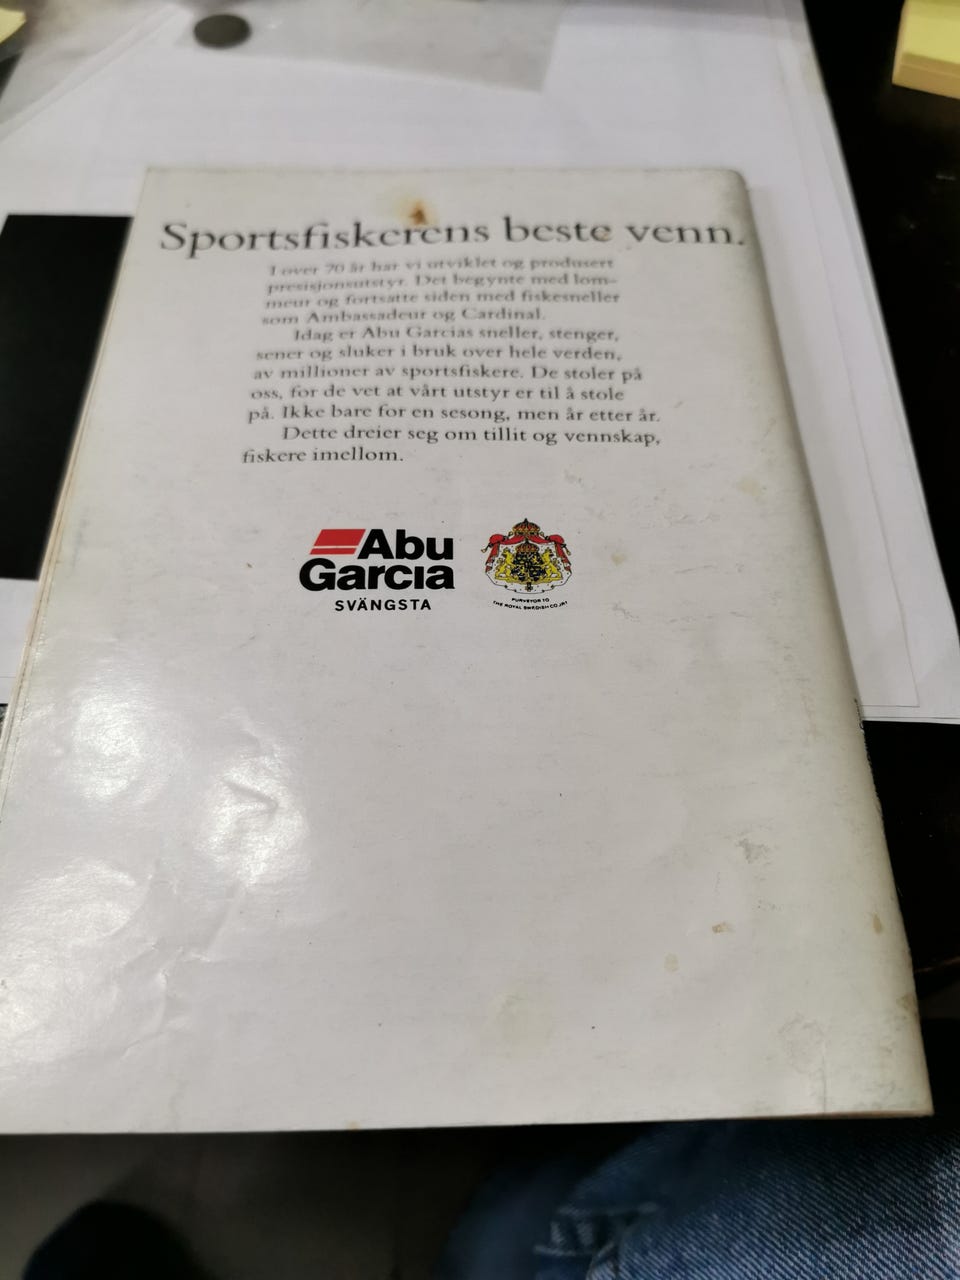 Sportsfiskerens beste venn.
I over 70 år har vi utviklet og produsert
presisjonsutstyr. Det begynte med lom-
meur og fortsatte siden med fiskesneller
som Ambassadeur og Cardinal.
Idag er Abu Garcias sneller, stenger,
sener og sluker i bruk over hele verden,
av millioner av sportsfiskere. De stoler på
oss, for de vet at vårt utstyr er til å stole
på. Ikke bare for en sesong, men år etter år.
Dette dreier seg om tillit og vennskap,
fiskere imellom.
Abu
Garcia
SVÄNGSTA
PURVEYOR TO
THE ROYAL SWEDISH COURT